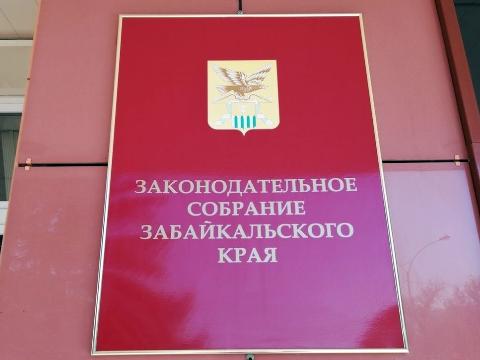 ЗАКОНОДАТЕЛЬНОЕ
СОБРАНИЕ
ЗАБАЙКАЛЬСКОГО
КРАЯ